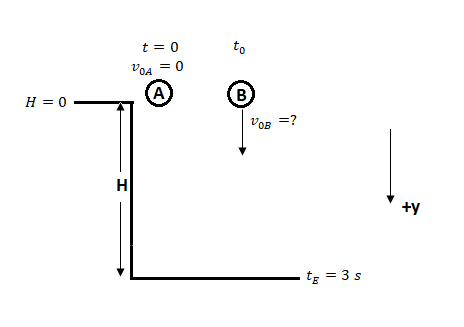 t = 0
v₀A = 0
t₀
A
B
H = 0
v₀B =?
H
+y
t_E = 3 s